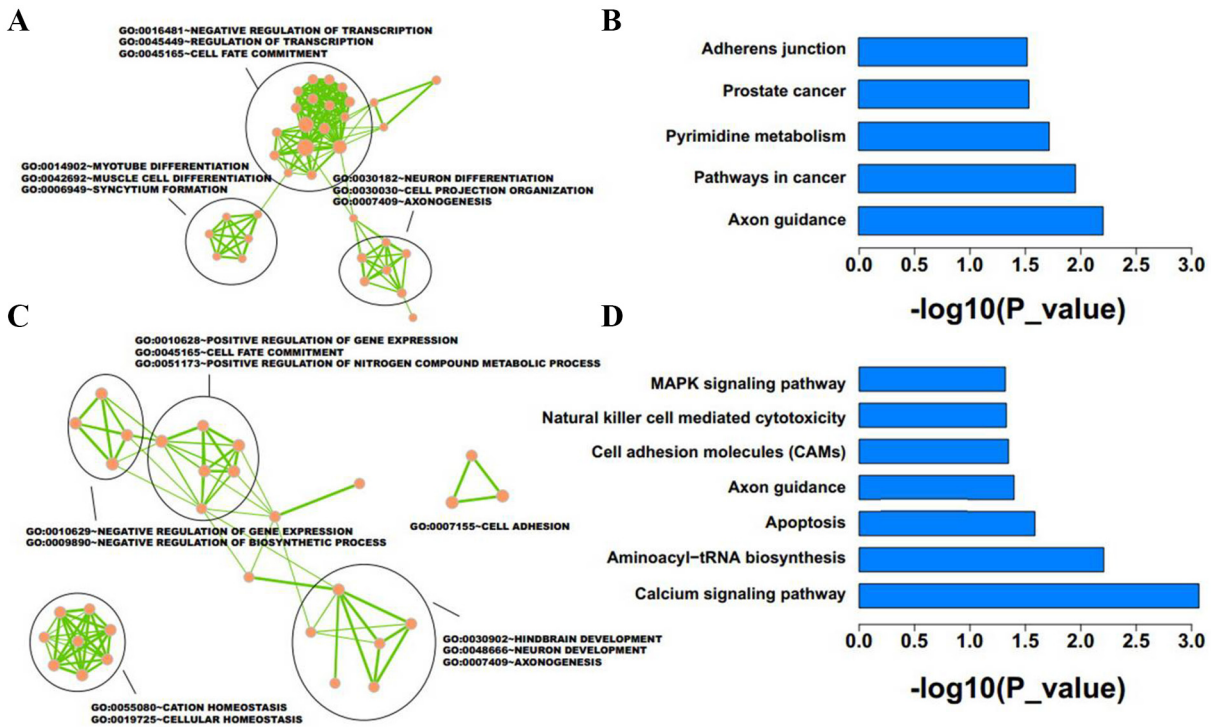 A
GO:0016481~NEGATIVE REGULATION OF TRANSCRIPTION
GO:0045449~REGULATION OF TRANSCRIPTION
GO:0045165~CELL FATE COMMITMENT
GO:0014902~MYOTUBE DIFFERENTIATION
GO:0042692~MUSCLE CELL DIFFERENTIATION
GO:0006949~SYNCYTIUM FORMATION
GO:0030182~NEURON DIFFERENTIATION
GO:0030030~CELL PROJECTION ORGANIZATION
GO:0007409~AXONOGENESIS
B
Adherens junction
Prostate cancer
Pyrimidine metabolism
Pathways in cancer
Axon guidance
0.0 0.5 1.0 1.5 2.0 2.5 3.0
-log10(P_value)
C
GO:0010628~POSITIVE REGULATION OF GENE EXPRESSION
GO:0045165~CELL FATE COMMITMENT
GO:0051173~POSITIVE REGULATION OF NITROGEN COMPOUND METABOLIC PROCESS
GO:0007155~CELL ADHESION
GO:0010629~NEGATIVE REGULATION OF GENE EXPRESSION
GO:0009890~NEGATIVE REGULATION OF BIOSYNTHETIC PROCESS
GO:0030902~HINDBRAIN DEVELOPMENT
GO:0048666~NEURON DEVELOPMENT
GO:0007409~AXONOGENESIS
GO:0055080~CATION HOMEOSTASIS
GO:0019725~CELLULAR HOMEOSTASIS
D
MAPK signaling pathway
Natural killer cell mediated cytotoxicity
Cell adhesion molecules (CAMs)
Axon guidance
Apoptosis
Aminoacyl−tRNA biosynthesis
Calcium signaling pathway
0.0 0.5 1.0 1.5 2.0 2.5 3.0
-log10(P_value)